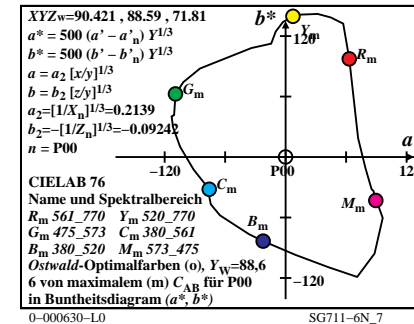 XYZw=90.421 , 88.59 , 71.81
a* = 500 (a’ - a’n) Y^1/3
b* = 500 (b’ - b’n) Y^1/3
a = a2 [x/y]^1/3
b = b2 [z/y]^1/3
a2=[1/Xn]^1/3=0.2139
b2=−[1/Zn]^1/3=−0.09242
n = P00
CIELAB 76
Name und Spektralbereich
Rm 561_770 Ym 520_770
Gm 475_573 Cm 380_561
Bm 380_520 Mm 573_475
Ostwald-Optimalfarben (o), YW=88,6
6 von maximalem (m) CAB für P00
in Buntheitsdiagram (a*, b*)
b*
120
Ym
Rm
Gm
a
−120
P00
12
Cm
Bm
Mm
−120
0-000630-L0
SG711-6N_7